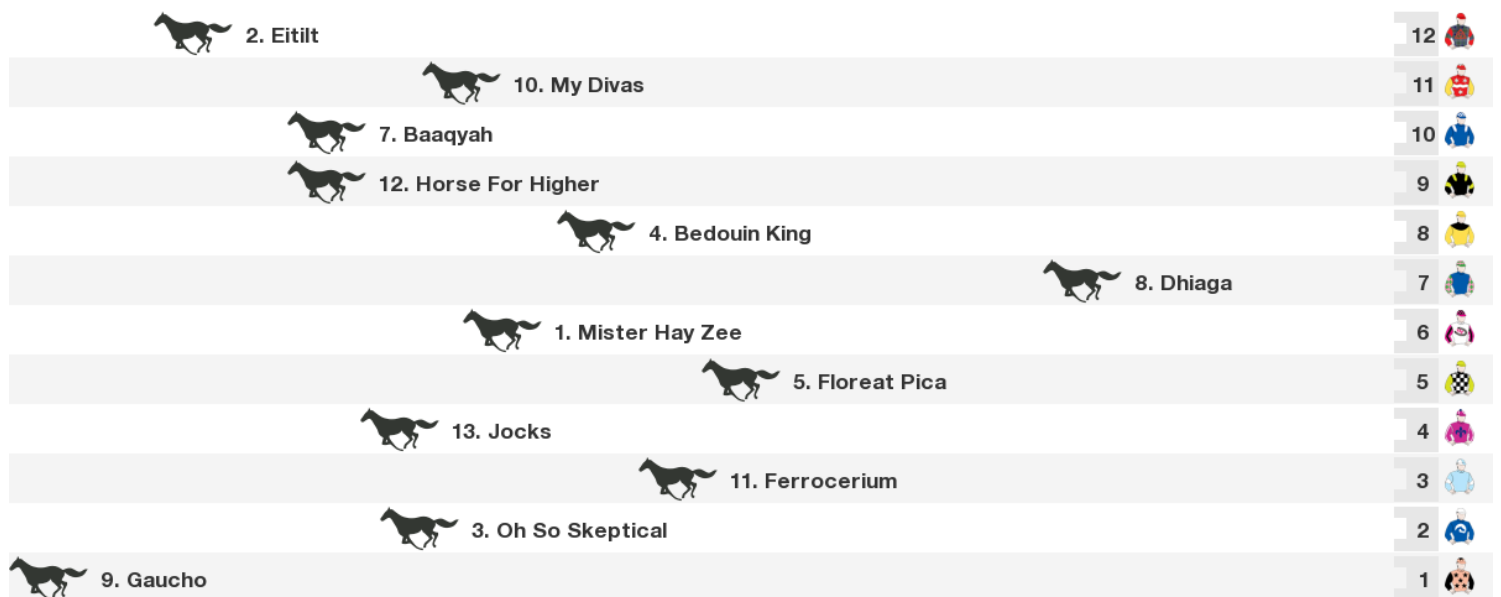 2. Eitilt 12
10. My Divas 11
7. Baaqyah 10
12. Horse For Higher 9
4. Bedouin King 8
8. Dhiaga 7
1. Mister Hay Zee 6
5. Floreat Pica 5
13. Jocks 4
11. Ferrocerium 3
3. Oh So Skeptical 2
9. Gaucho 1